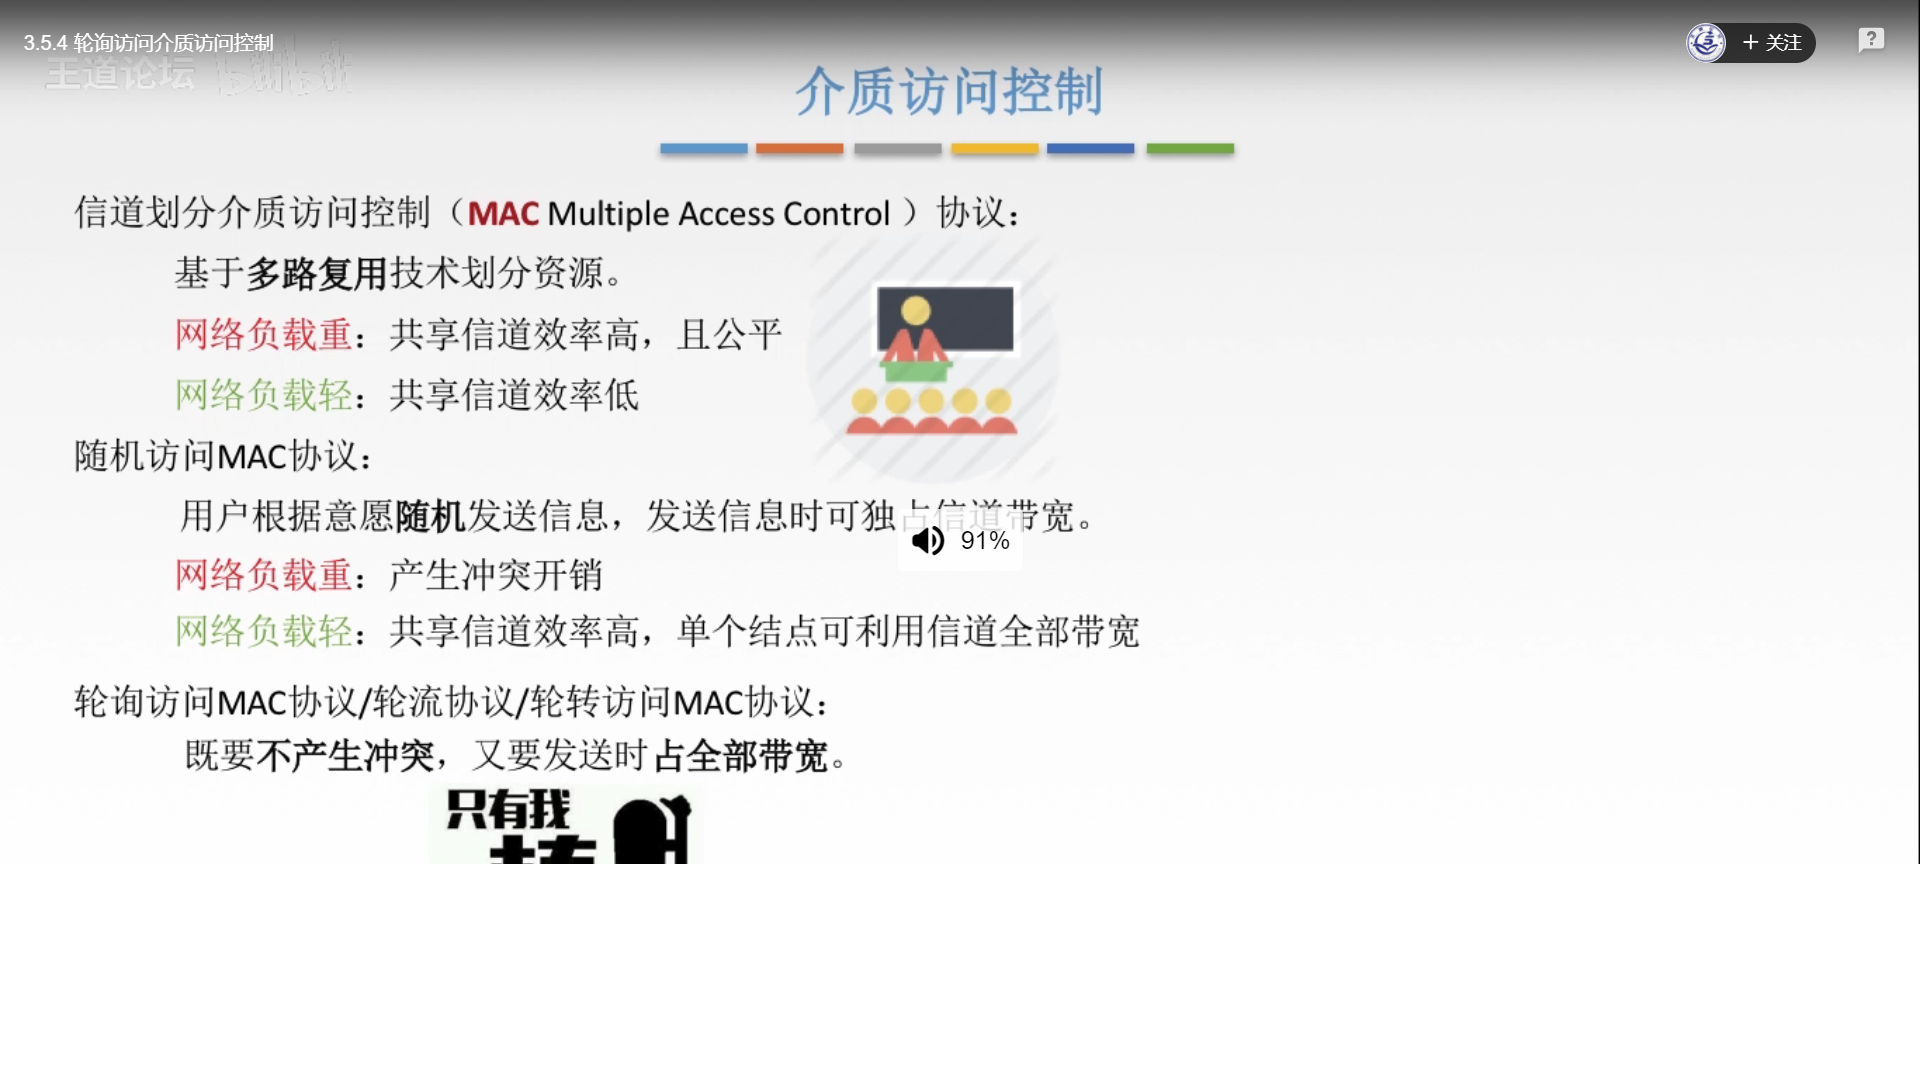 3.5.4 轮询访问介质访问控制
+ 关注
?
王道论坛 bilibili
介质访问控制
信道划分介质访问控制（MAC Multiple Access Control ）协议：
基于多路复用技术划分资源。
网络负载重：共享信道效率高，且公平
网络负载轻：共享信道效率低
随机访问MAC协议：
用户根据意愿随机发送信息，发送信息时可独占信道带宽。
91%
网络负载重：产生冲突开销
网络负载轻：共享信道效率高，单个结点可利用信道全部带宽
轮询访问MAC协议/轮流协议/轮转访问MAC协议：
既要不产生冲突，又要发送时占全部带宽。
只有我